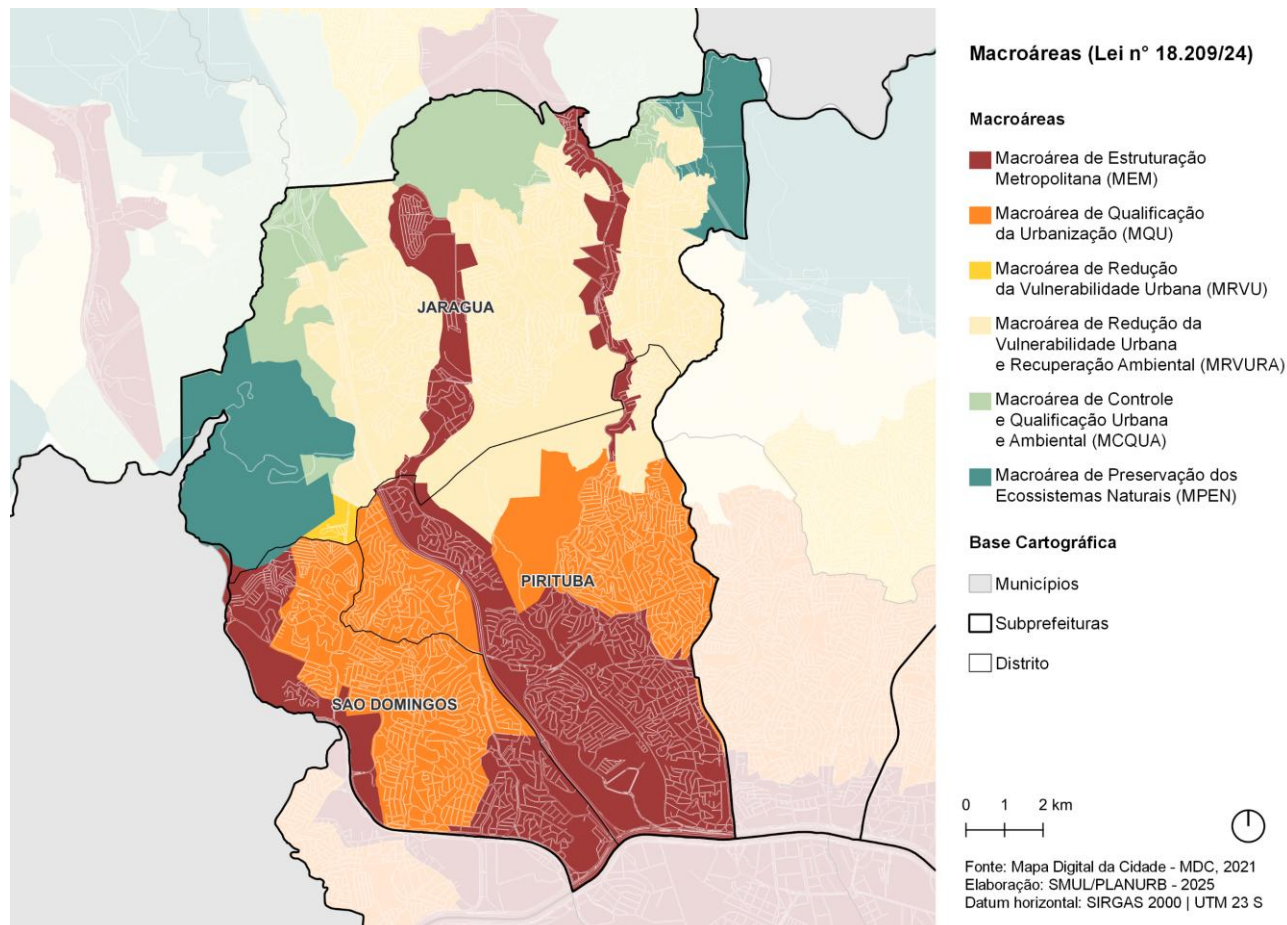 JARAGUA
PIRITUBA
SAO DOMINGOS
Macroáreas (Lei n° 18.209/24)
Macroáreas
Macroárea de Estruturação
Metropolitana (MEM)
Macroárea de Qualificação
da Urbanização (MQU)
Macroárea de Redução
da Vulnerabilidade Urbana (MRVU)
Macroárea de Redução da
Vulnerabilidade Urbana
e Recuperação Ambiental (MRVURA)
Macroárea de Controle
e Qualificação Urbana
e Ambiental (MCQUA)
Macroárea de Preservação dos
Ecossistemas Naturais (MPEN)
Base Cartográfica
Municípios
Subprefeituras
Distrito
0 1 2 km
Fonte: Mapa Digital da Cidade - MDC, 2021
Elaboração: SMUL/PLANURB - 2025
Datum horizontal: SIRGAS 2000 | UTM 23 S